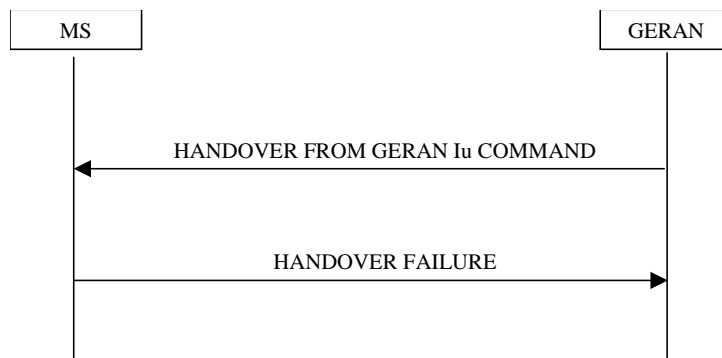 MS
GERAN
HANDOVER FROM GERAN Iu COMMAND
HANDOVER FAILURE